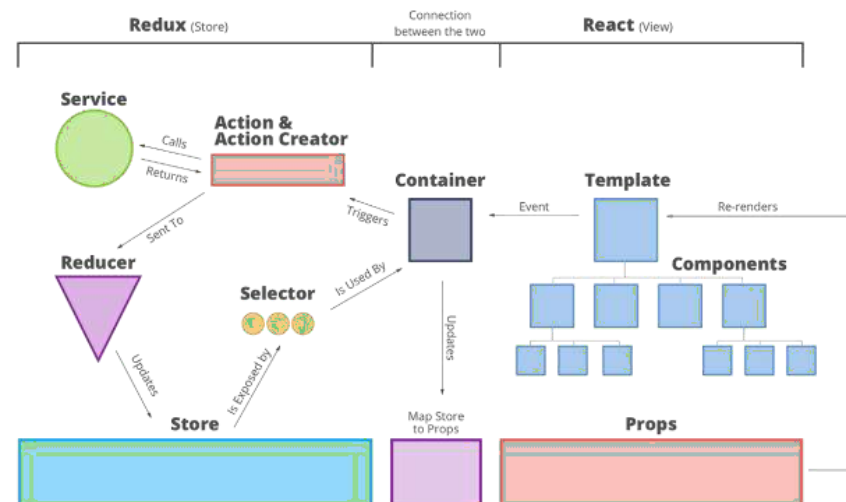 Redux (Store)
Connection
between the two
React (View)
Service
Calls
Returns
Action &
Action Creator
Container
Template
Triggers
Event
Re-renders
Sent To
Reducer
Components
Selector
Is Used By
Updates
Updates
Is Exposed by
Store
Map Store
to Props
Props